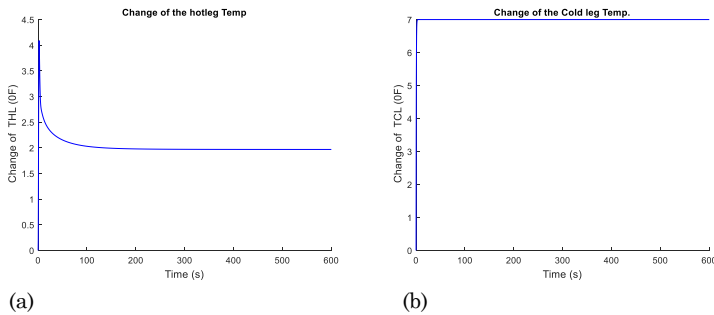 Change of the hotleg Temp
4.5
4
3.5
3
2.5
2
1.5
1
0.5
0
Change of THL (0F)
0 100 200 300 400 500 600
Time (s)
(a)
Change of the Cold leg Temp.
7
6
5
4
3
2
1
0
Change of TCL (0F)
0 100 200 300 400 500 600
Time (s)
(b)